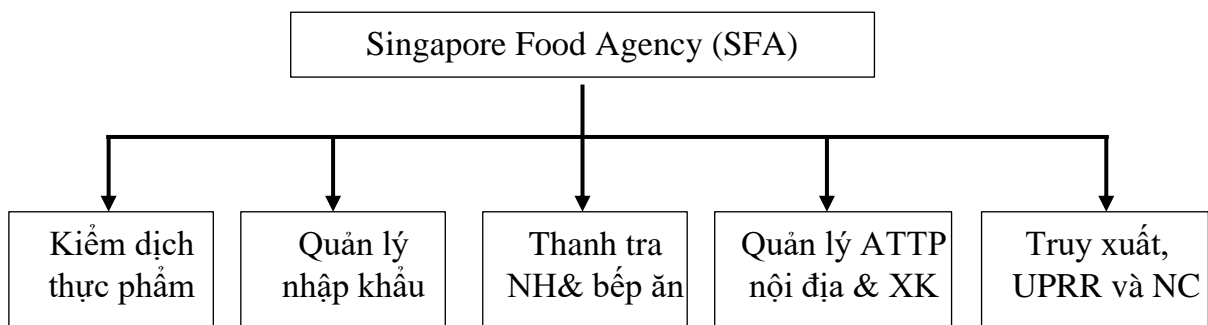 Singapore Food Agency (SFA)
Kiểm dịch
thực phẩm
Quản lý
nhập khẩu
Thanh tra
NH& bếp ăn
Quản lý ATTP
nội địa & XK
Truy xuất,
UPRR và NC